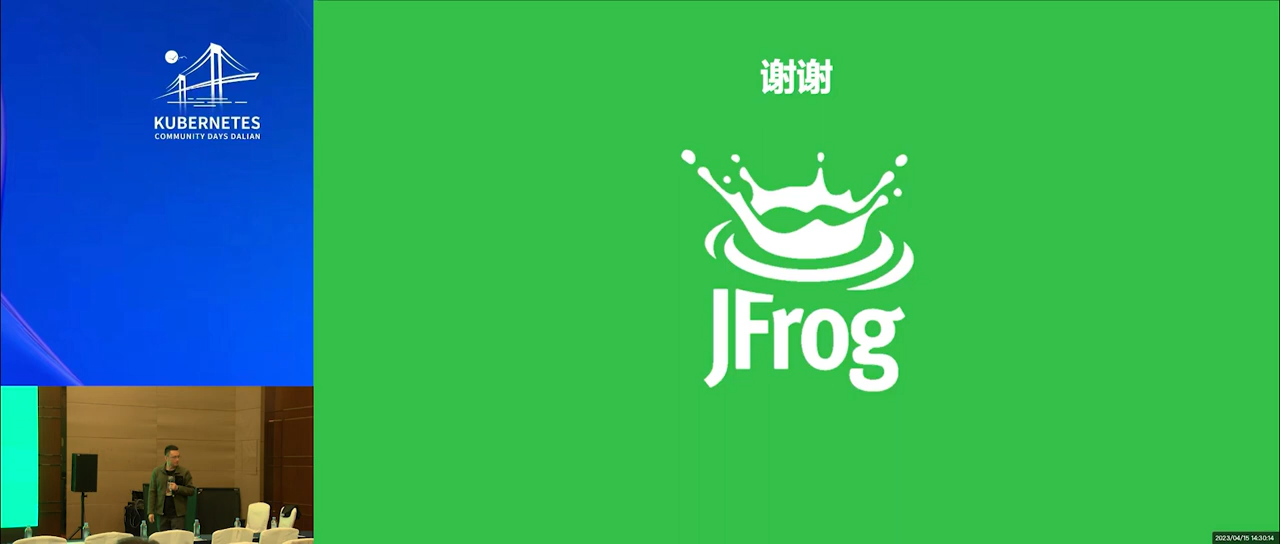 KUBERNETES
COMMUNITY DAYS DALIAN
谢谢
JFrog
2023/04/15 14:30:14